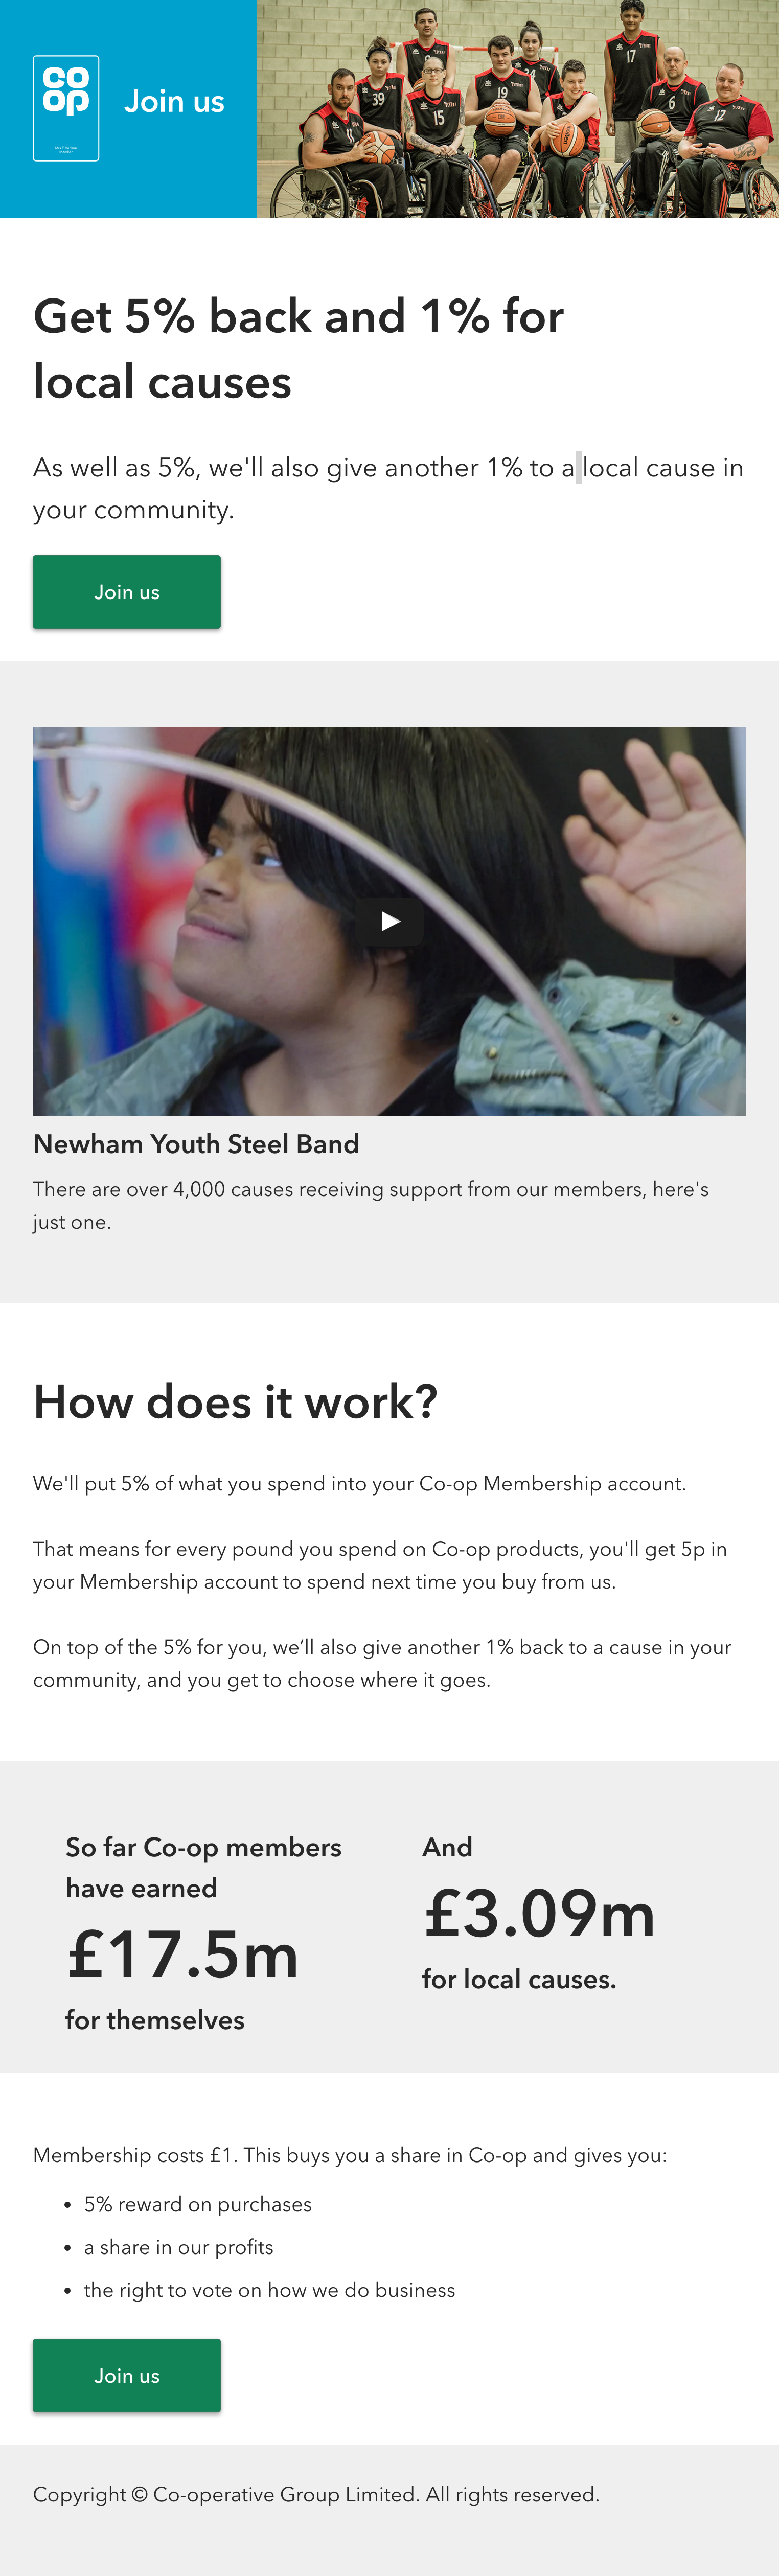 co
op
Join us
39
11
15
19
24
17
6
12
Get 5% back and 1% for
local causes
As well as 5%, we'll also give another 1% to a local cause in
your community.
Join us
Newham Youth Steel Band
There are over 4,000 causes receiving support from our members, here's
just one.
How does it work?
We'll put 5% of what you spend into your Co-op Membership account.
That means for every pound you spend on Co-op products, you'll get 5p in
your Membership account to spend next time you buy from us.
On top of the 5% for you, we’ll also give another 1% back to a cause in your
community, and you get to choose where it goes.
So far Co-op members
have earned
£17.5m
for themselves
And
£3.09m
for local causes.
Membership costs £1. This buys you a share in Co-op and gives you:
• 5% reward on purchases
• a share in our profits
• the right to vote on how we do business
Join us
Copyright © Co-operative Group Limited. All rights reserved.